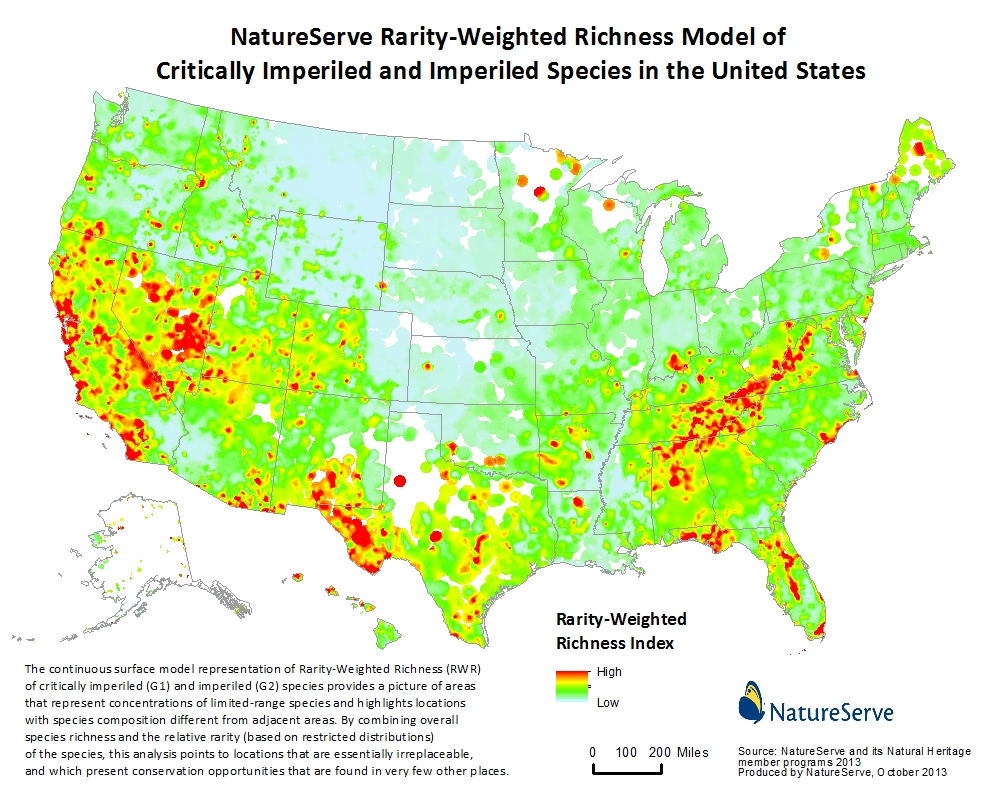 NatureServe Rarity-Weighted Richness Model of
Critically Imperiled and Imperiled Species in the United States
Rarity-Weighted
Richness Index
High
Low
The continuous surface model representation of Rarity-Weighted Richness (RWR)
of critically imperiled (G1) and imperiled (G2) species provides a picture of areas
that represent concentrations of limited-range species and highlights locations
with species composition different from adjacent areas. By combining overall
species richness and the relative rarity (based on restricted distributions)
of the species, this analysis points to locations that are essentially irreplaceable,
and which present conservation opportunities that are found in very few other places.
NatureServe
0 100 200 Miles
Source: NatureServe and its Natural Heritage
member programs 2013
Produced by NatureServe, October 2013